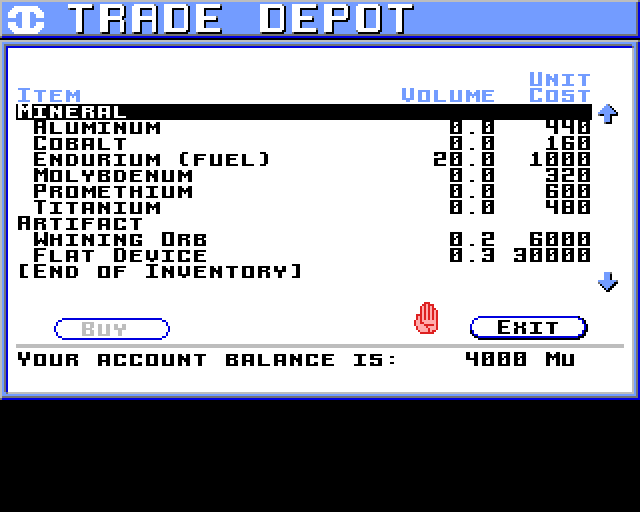 TRADE DEPOT
UNIT
ITEM VOLUME COST
MINERAL
ALUMINUM 0.0 440
COBALT 0.0 160
ENDURIUM (FUEL) 20.0 1000
MOLYBDENUM 0.0 320
PROMETHIUM 0.0 600
TITANIUM 0.0 480
ARTIFACT
WHINING ORB 0.2 6000
FLAT DEVICE 0.3 30000
[END OF INVENTORY]
BUY EXIT
YOUR ACCOUNT BALANCE IS: 4000 MU